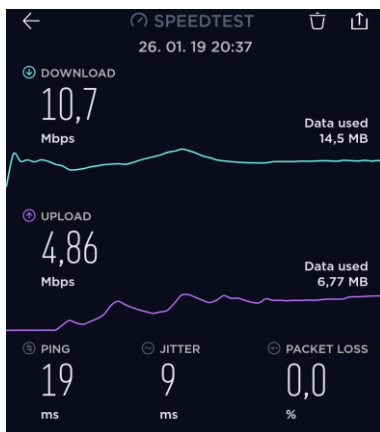 SPEEDTEST
26. 01. 19 20:37
DOWNLOAD
10,7
Mbps
Data used
14,5 MB
UPLOAD
4,86
Mbps
Data used
6,77 MB
PING
JITTER
PACKET LOSS
19
9
0,0
ms
ms
%